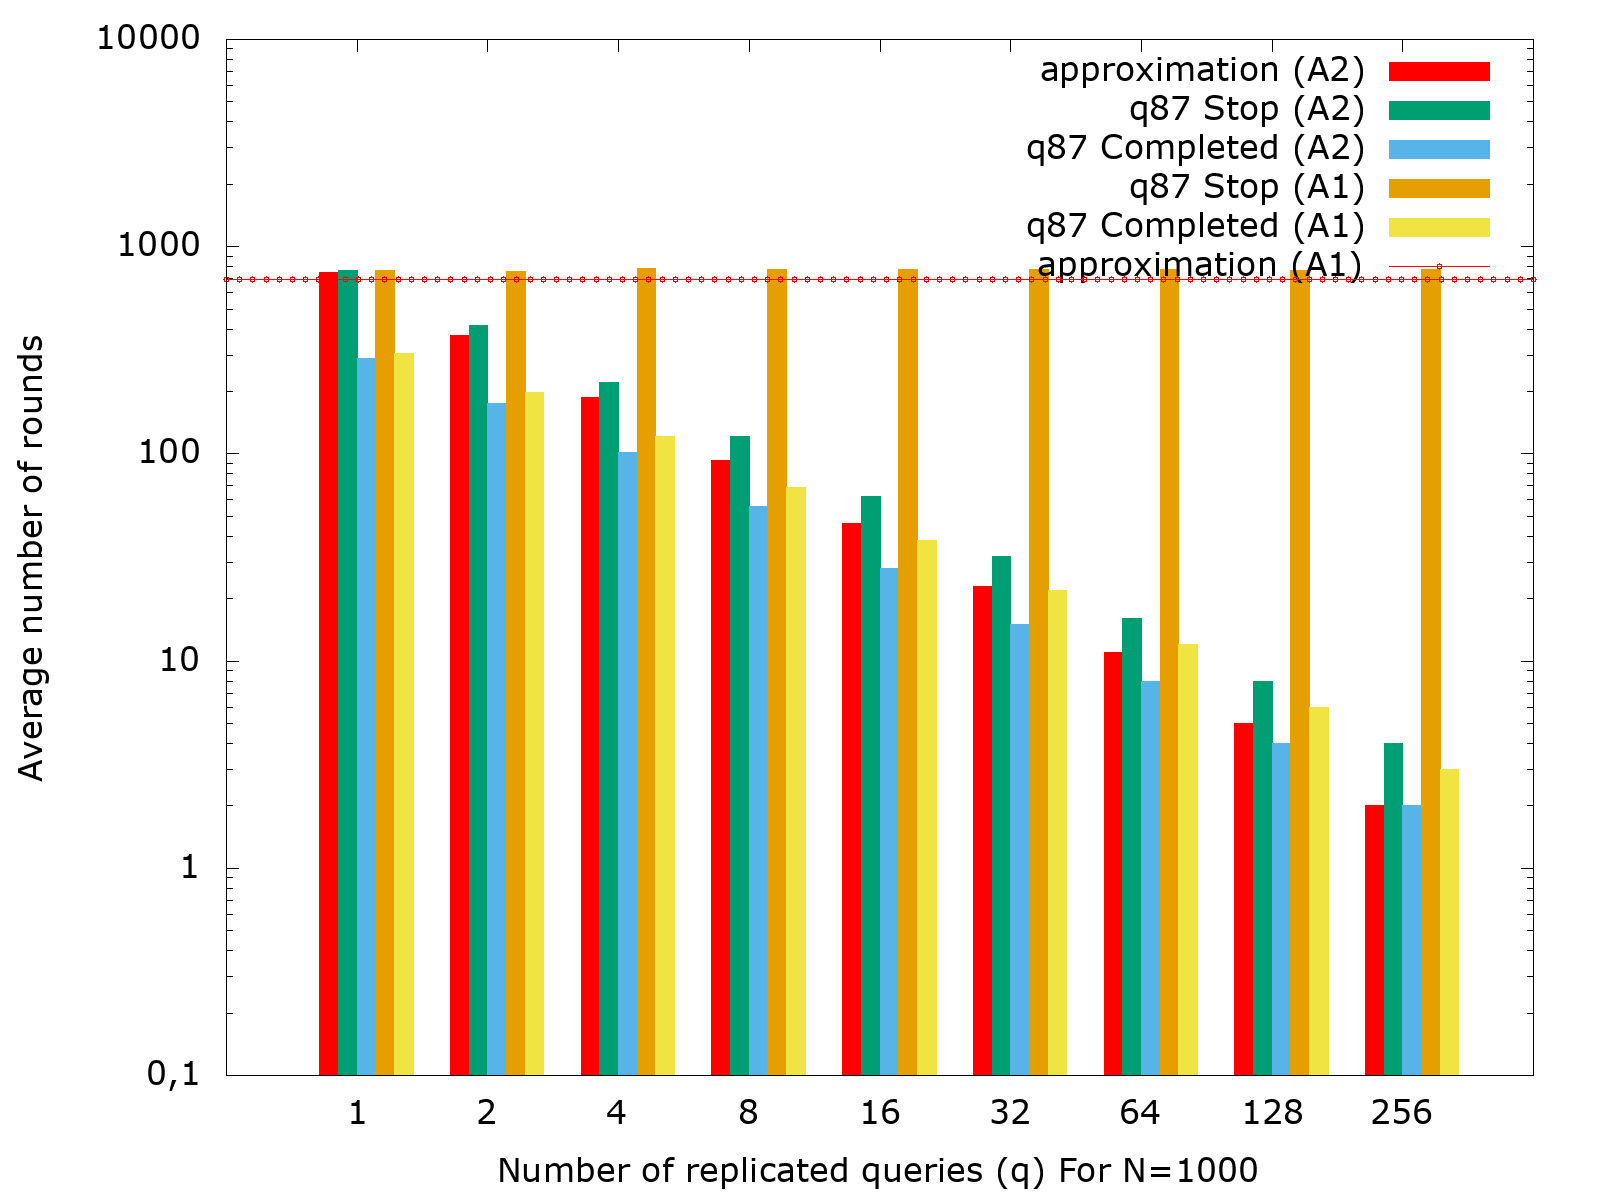 10000
1000
100
10
1
0,1
Average number of rounds
approximation (A2)
q87 Stop (A2)
q87 Completed (A2)
q87 Stop (A1)
q87 Completed (A1)
approximation (A1)
1 2 4 8 16 32 64 128 256
Number of replicated queries (q) For N=1000